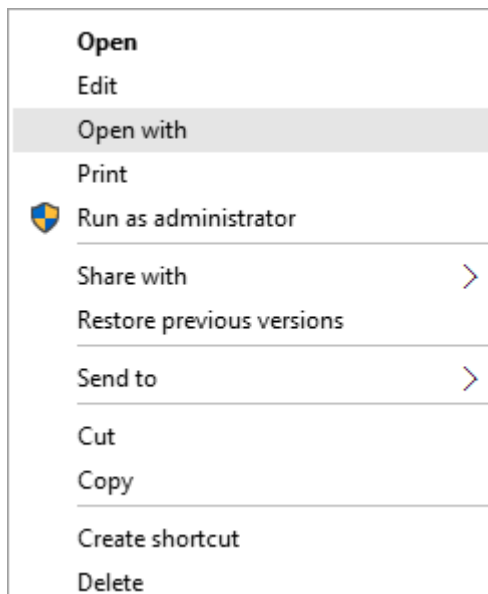 Open
Edit
Open with
Print
Run as administrator
Share with
Restore previous versions
Send to
Cut
Copy
Create shortcut
Delete